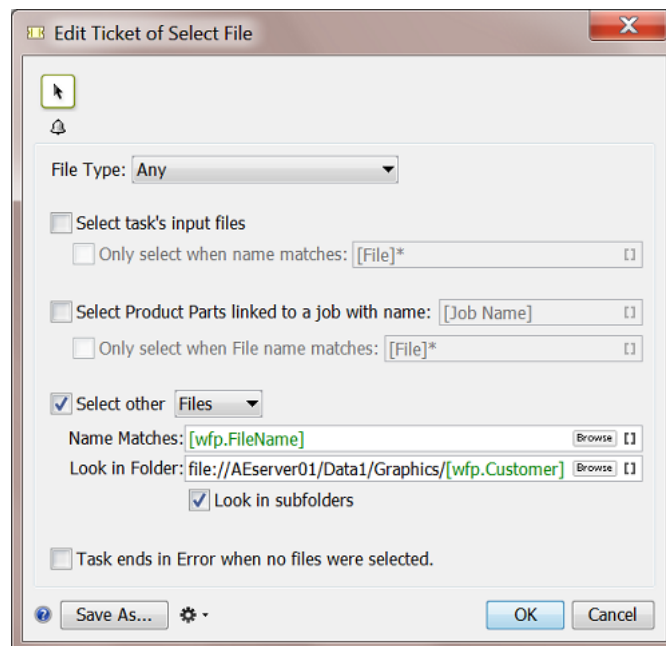 Edit Ticket of Select File
File Type: Any
Select task's input files
Only select when name matches: [File]* []
Select Product Parts linked to a job with name: [Job Name] []
Only select when File name matches: [File]* []
Select other Files
Name Matches: [wfp.FileName] Browse []
Look in Folder: file://AEserver01/Data1/Graphics/[wfp.Customer] Browse []
Look in subfolders
Task ends in Error when no files were selected.
? Save As... OK Cancel